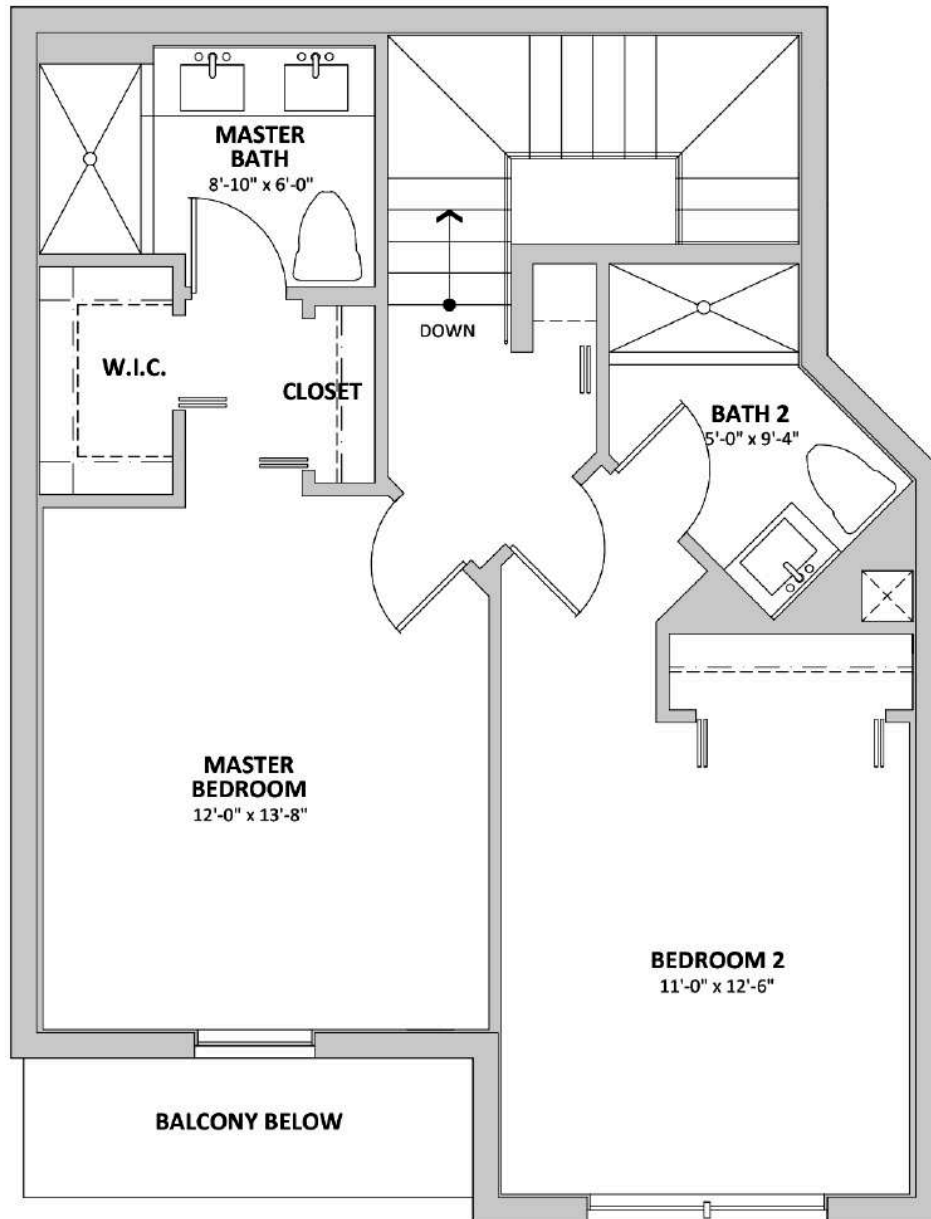 MASTER
BATH
8'-10" x 6'-0"
DOWN
W.I.C.
CLOSET
BATH 2
5'-0" x 9'-4"
MASTER
BEDROOM
12'-0" x 13'-8"
BEDROOM 2
11'-0" x 12'-6"
BALCONY BELOW